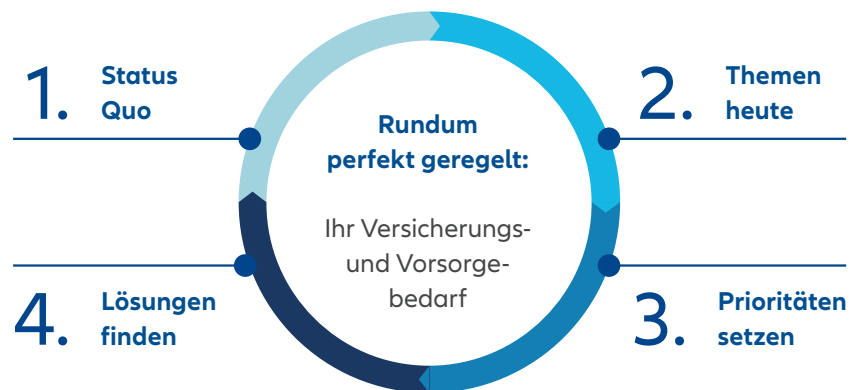 1. Status
Quo
2. Themen
heute
Rundum
perfekt geregelt:
Ihr Versicherungs-
und Vorsorge-
bedarf
4. Lösungen
finden
3. Prioritäten
setzen